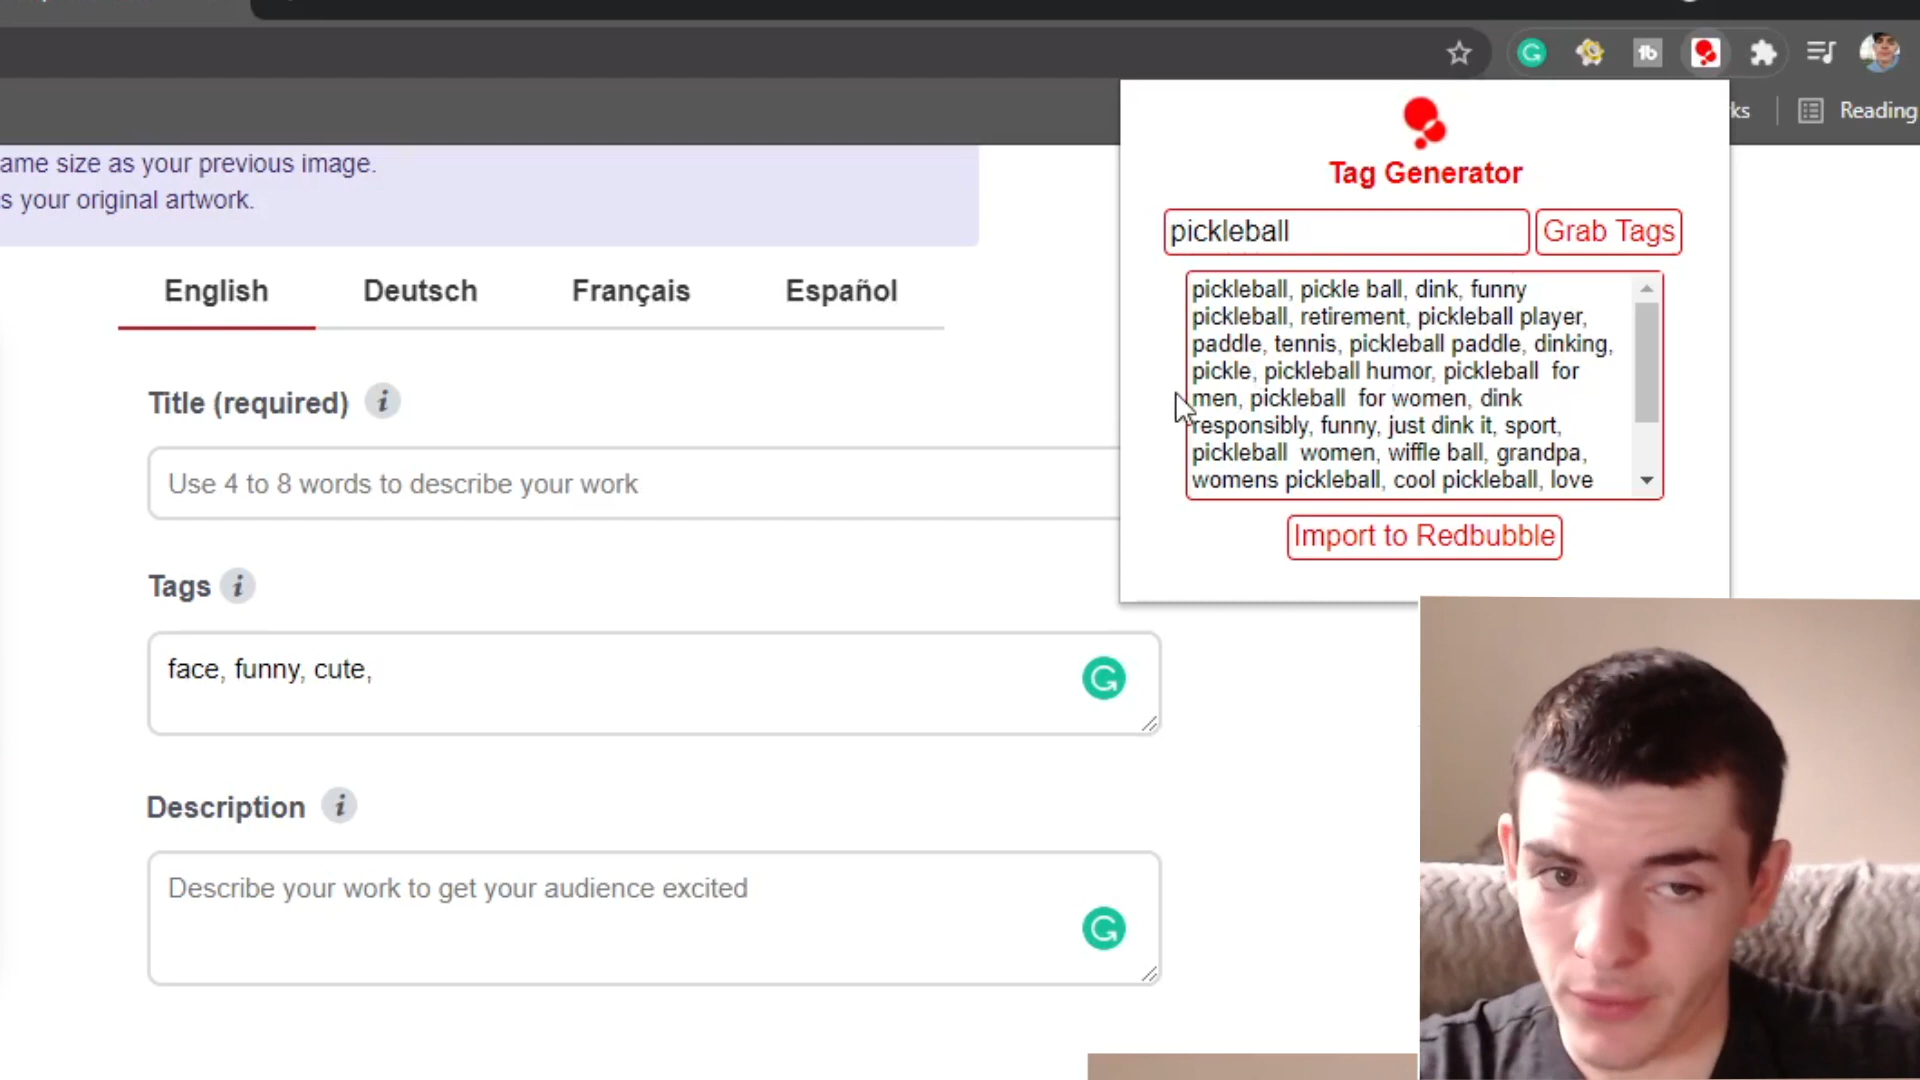 ks
Reading
ame size as your previous image.
s your original artwork.
English
Deutsch
Français
Español
Title (required)
Use 4 to 8 words to describe your work
Tags
face, funny, cute,
Description
Describe your work to get your audience excited
Tag Generator
pickleball
Grab Tags
pickleball, pickle ball, dink, funny
pickleball, retirement, pickleball player,
paddle, tennis, pickleball paddle, dinking,
pickle, pickleball humor, pickleball  for
men, pickleball  for women, dink
responsibly, funny, just dink it, sport,
pickleball  women, wiffle ball, grandpa,
womens pickleball, cool pickleball, love
Import to Redbubble